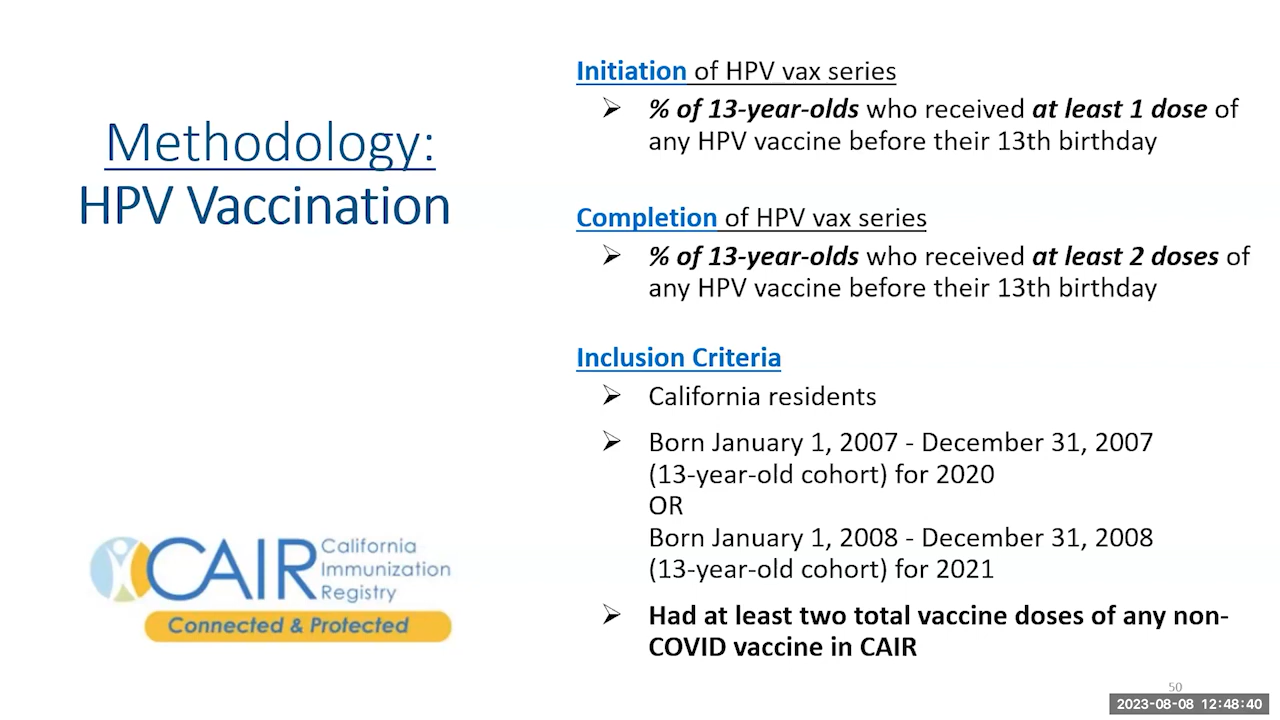 Methodology:
HPV Vaccination
Initiation of HPV vax series
➢ % of 13-year-olds who received at least 1 dose of
any HPV vaccine before their 13th birthday
Completion of HPV vax series
➢ % of 13-year-olds who received at least 2 doses of
any HPV vaccine before their 13th birthday
Inclusion Criteria
➢ California residents
➢ Born January 1, 2007 - December 31, 2007
(13-year-old cohort) for 2020
OR
Born January 1, 2008 - December 31, 2008
(13-year-old cohort) for 2021
➢ Had at least two total vaccine doses of any non-
COVID vaccine in CAIR
CAIR
California
Immunization
Registry
Connected & Protected
50
2023-08-08 12:48:40